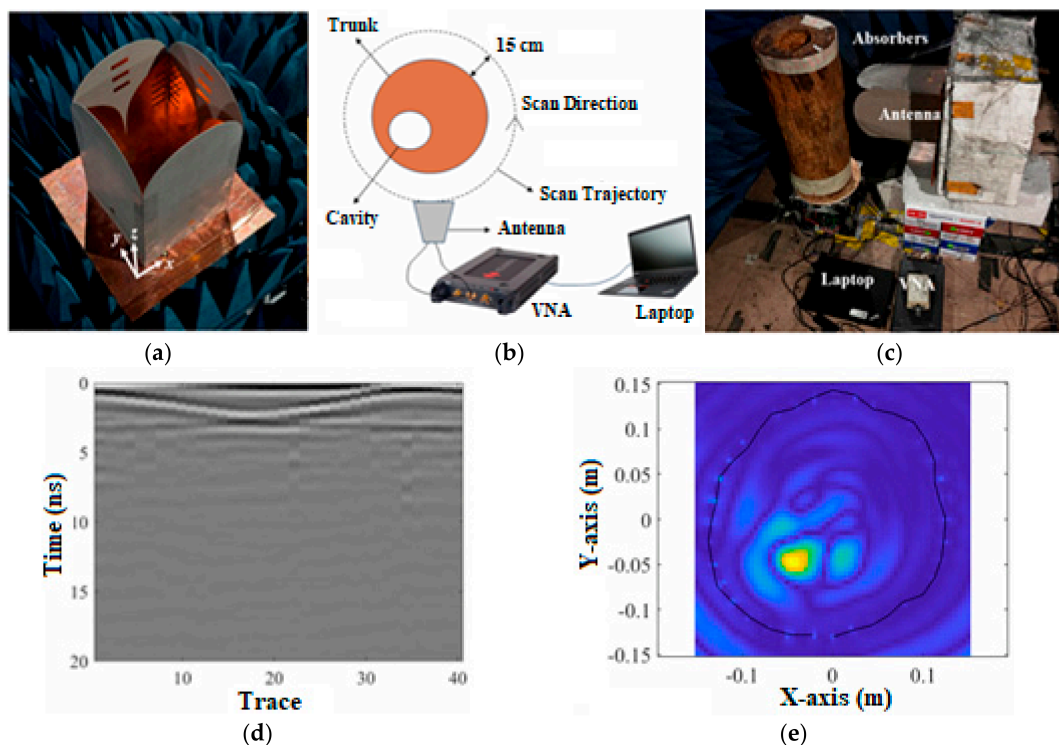 Trunk
15 cm
Scan Direction
Scan Trajectory
Cavity
Antenna
VNA
Laptop
z
y
x
Absorbers
Antenna
Laptop
VNA
(a)
(b)
(c)
0
5
10
15
20
Time (ns)
10
20
30
40
Trace
0.15
0.1
0.05
0
-0.05
-0.1
-0.15
Y-axis (m)
-0.1
0
0.1
X-axis (m)
(d)
(e)